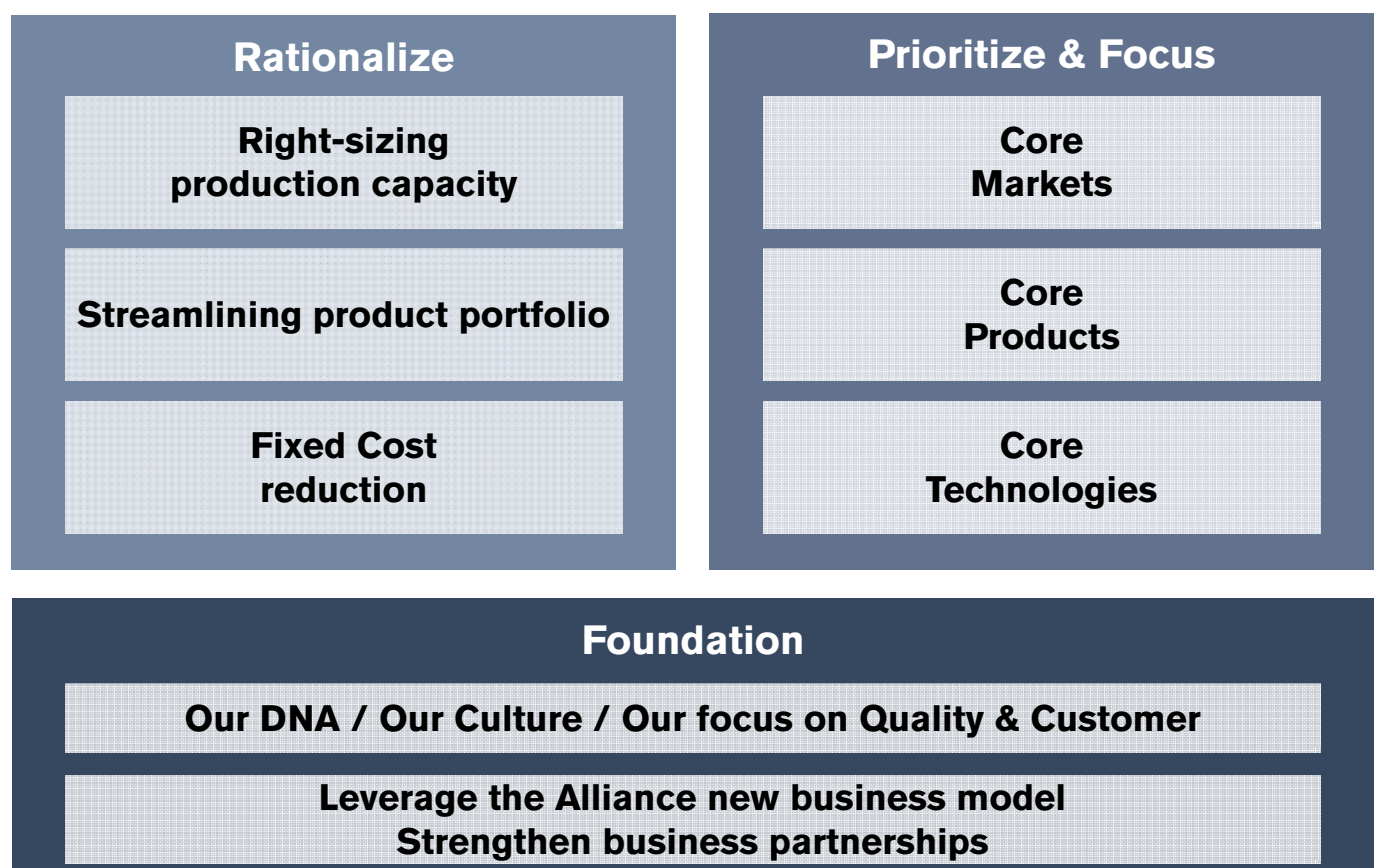 Rationalize
Right-sizing
production capacity
Streamlining product portfolio
Fixed Cost
reduction
Prioritize & Focus
Core
Markets
Core
Products
Core
Technologies
Foundation
Our DNA / Our Culture / Our focus on Quality & Customer
Leverage the Alliance new business model
Strengthen business partnerships